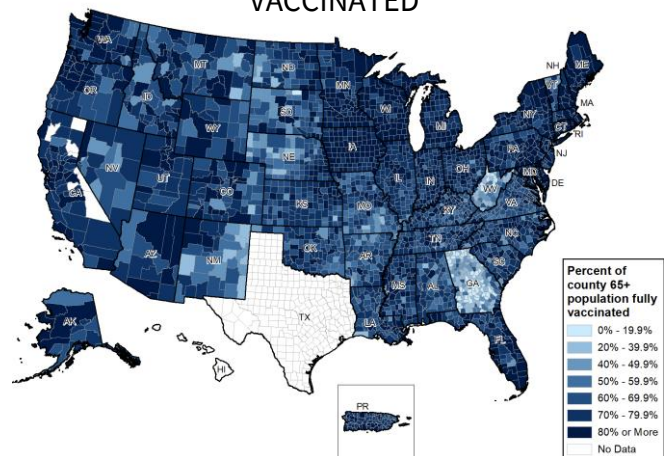 VACCINATED
WA
MT
ND
MN
ME
NH
VT
OR
ID
SD
WI
MI
NY
MA
CT
RI
WY
IA
PA
NJ
NE
NV
UT
CO
IL
IN
OH
MD
DE
CA
KS
MO
WV
VA
KY
AZ
NM
OK
AR
TN
NC
SC
MS
AL
GA
TX
LA
FL
AK
HI
PR
Percent of
county 65+
population fully
vaccinated
0% - 19.9%
20% - 39.9%
40% - 49.9%
50% - 59.9%
60% - 69.9%
70% - 79.9%
80% or More
No Data